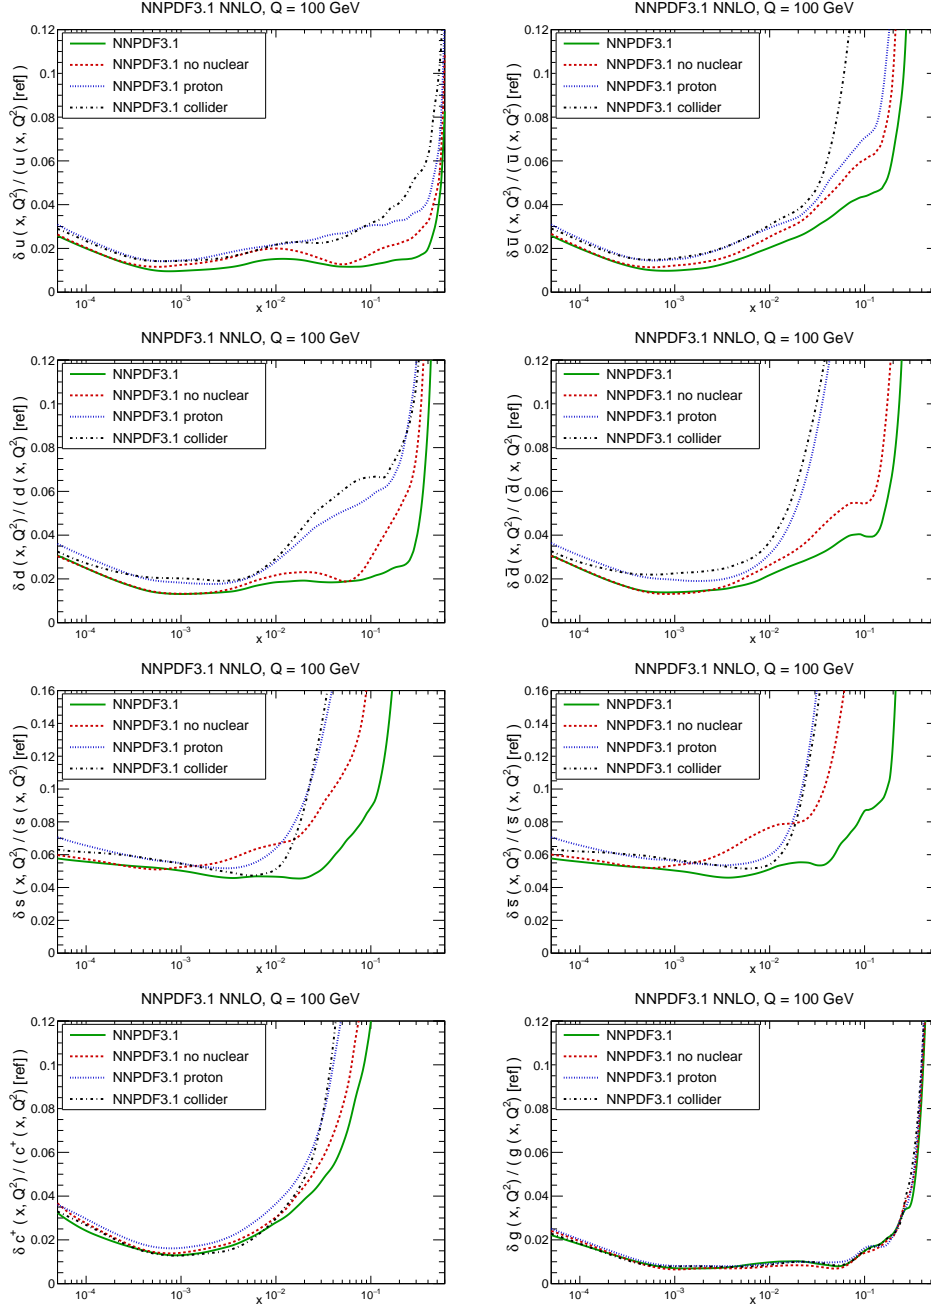 NNPDF3.1 NNLO, Q = 100 GeV
δ u ( x, Q²) / ( u ( x, Q²) [ref] )
0.12
0.1
0.08
0.06
0.04
0.02
0
NNPDF3.1
NNPDF3.1 no nuclear
NNPDF3.1 proton
NNPDF3.1 collider
10⁻⁴
10⁻³
x
10⁻²
10⁻¹
NNPDF3.1 NNLO, Q = 100 GeV
δ ū ( x, Q²) / ( ū ( x, Q²) [ref] )
0.12
0.1
0.08
0.06
0.04
0.02
0
NNPDF3.1
NNPDF3.1 no nuclear
NNPDF3.1 proton
NNPDF3.1 collider
10⁻⁴
10⁻³
x
10⁻²
10⁻¹
NNPDF3.1 NNLO, Q = 100 GeV
δ d ( x, Q²) / ( d ( x, Q²) [ref] )
0.12
0.1
0.08
0.06
0.04
0.02
0
NNPDF3.1
NNPDF3.1 no nuclear
NNPDF3.1 proton
NNPDF3.1 collider
10⁻⁴
10⁻³
x
10⁻²
10⁻¹
NNPDF3.1 NNLO, Q = 100 GeV
δ d̄ ( x, Q²) / ( d̄ ( x, Q²) [ref] )
0.12
0.1
0.08
0.06
0.04
0.02
0
NNPDF3.1
NNPDF3.1 no nuclear
NNPDF3.1 proton
NNPDF3.1 collider
10⁻⁴
10⁻³
x
10⁻²
10⁻¹
NNPDF3.1 NNLO, Q = 100 GeV
δ s ( x, Q²) / ( s ( x, Q²) [ref] )
0.16
0.14
0.12
0.1
0.08
0.06
0.04
0.02
0
NNPDF3.1
NNPDF3.1 no nuclear
NNPDF3.1 proton
NNPDF3.1 collider
10⁻⁴
10⁻³
x
10⁻²
10⁻¹
NNPDF3.1 NNLO, Q = 100 GeV
δ s̄ ( x, Q²) / ( s̄ ( x, Q²) [ref] )
0.16
0.14
0.12
0.1
0.08
0.06
0.04
0.02
0
NNPDF3.1
NNPDF3.1 no nuclear
NNPDF3.1 proton
NNPDF3.1 collider
10⁻⁴
10⁻³
x
10⁻²
10⁻¹
NNPDF3.1 NNLO, Q = 100 GeV
δ c⁺ ( x, Q²) / ( c⁺ ( x, Q²) [ref] )
0.12
0.1
0.08
0.06
0.04
0.02
0
NNPDF3.1
NNPDF3.1 no nuclear
NNPDF3.1 proton
NNPDF3.1 collider
10⁻⁴
10⁻³
x
10⁻²
10⁻¹
NNPDF3.1 NNLO, Q = 100 GeV
δ g ( x, Q²) / ( g ( x, Q²) [ref] )
0.12
0.1
0.08
0.06
0.04
0.02
0
NNPDF3.1
NNPDF3.1 no nuclear
NNPDF3.1 proton
NNPDF3.1 collider
10⁻⁴
10⁻³
x
10⁻²
10⁻¹